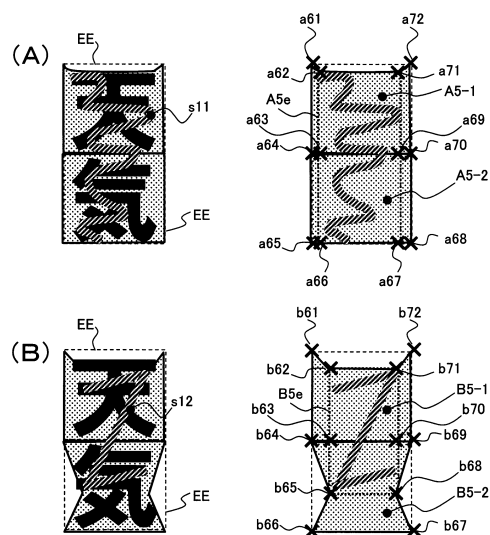 (A)
EE
天
気
s11
EE
a61
a72
a62
a71
A5e
A5-1
a63
a69
a64
a70
A5-2
a65
a68
a66
a67
(B)
EE
天
気
s12
EE
b61
b72
b62
b71
B5e
B5-1
b63
b70
b64
b69
b65
b68
B5-2
b66
b67